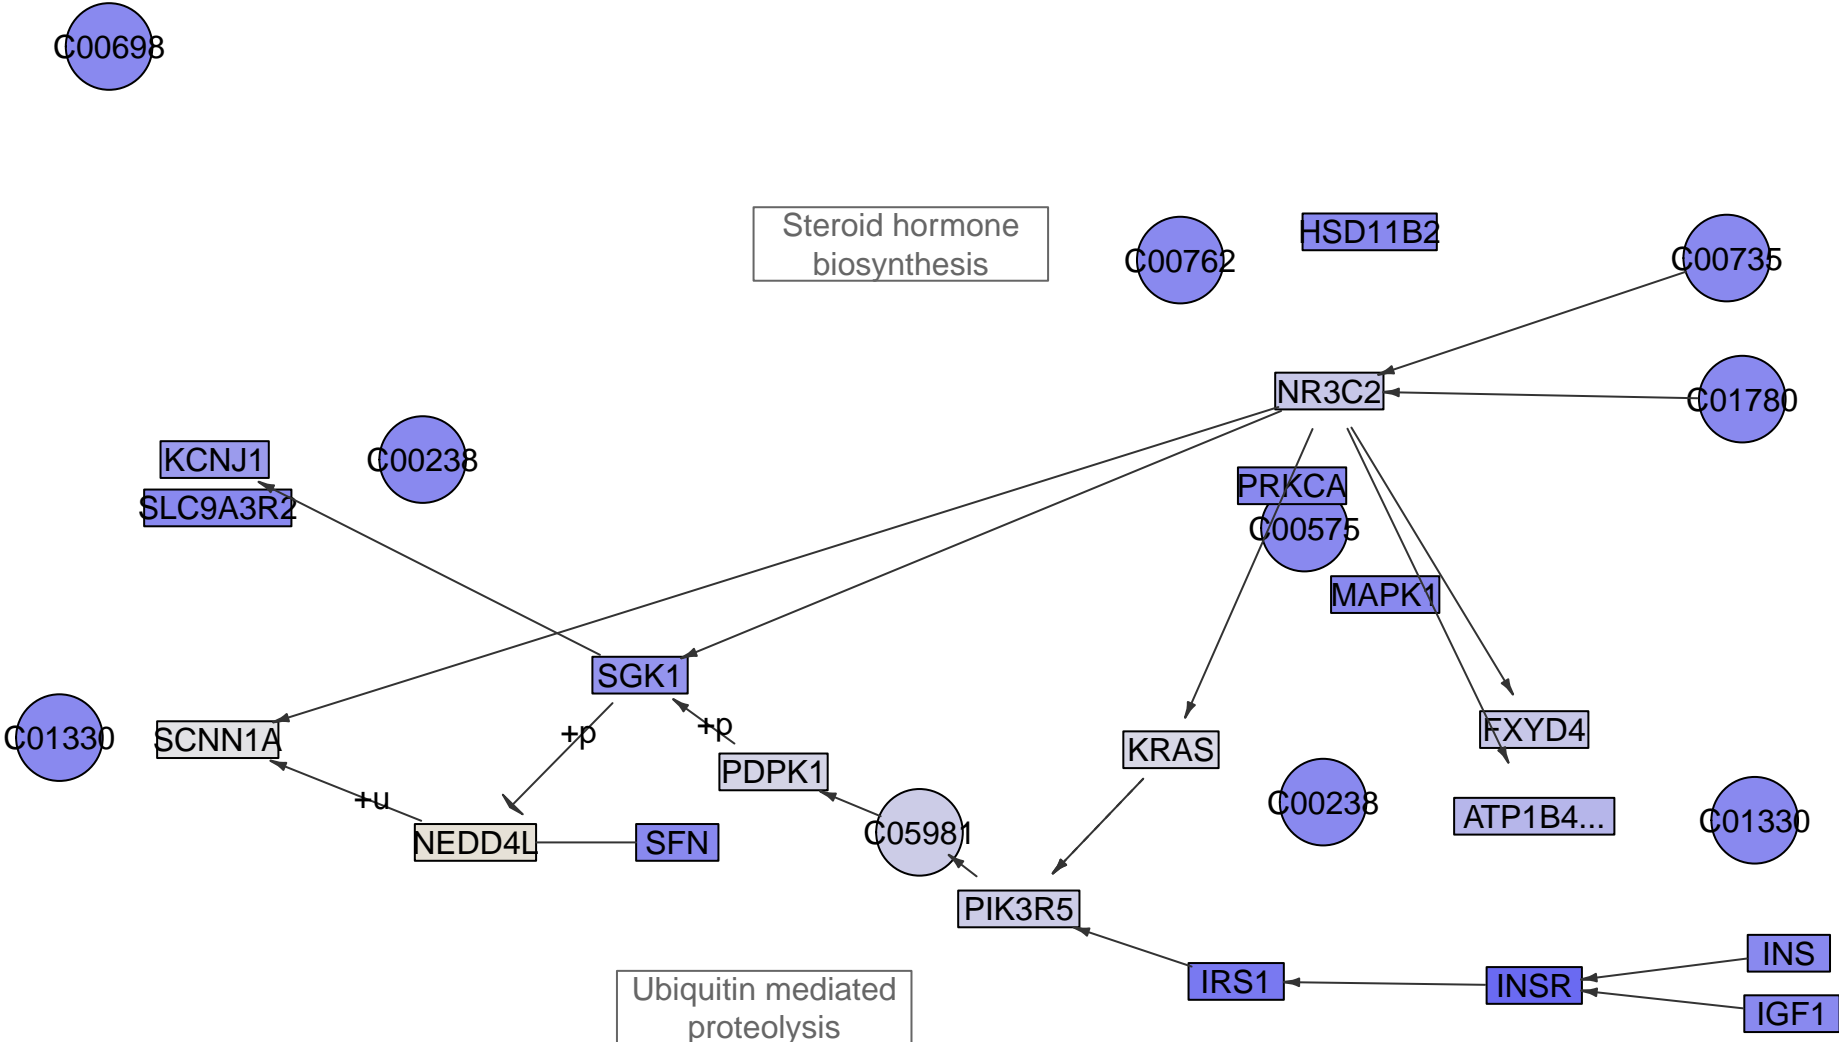 C00698
Steroid hormone
biosynthesis
C00762
HSD11B2
C00735
NR3C2
C01780
KCNJ1
C00238
SLC9A3R2
PRKCA
C00575
MAPK1
SGK1
C01330
SCNN1A
+p
+p
PDPK1
KRAS
FXYD4
+u
C00238
ATP1B4...
C01330
NEDD4L
SFN
C05981
PIK3R5
INS
IRS1
INSR
IGF1
Ubiquitin mediated
proteolysis